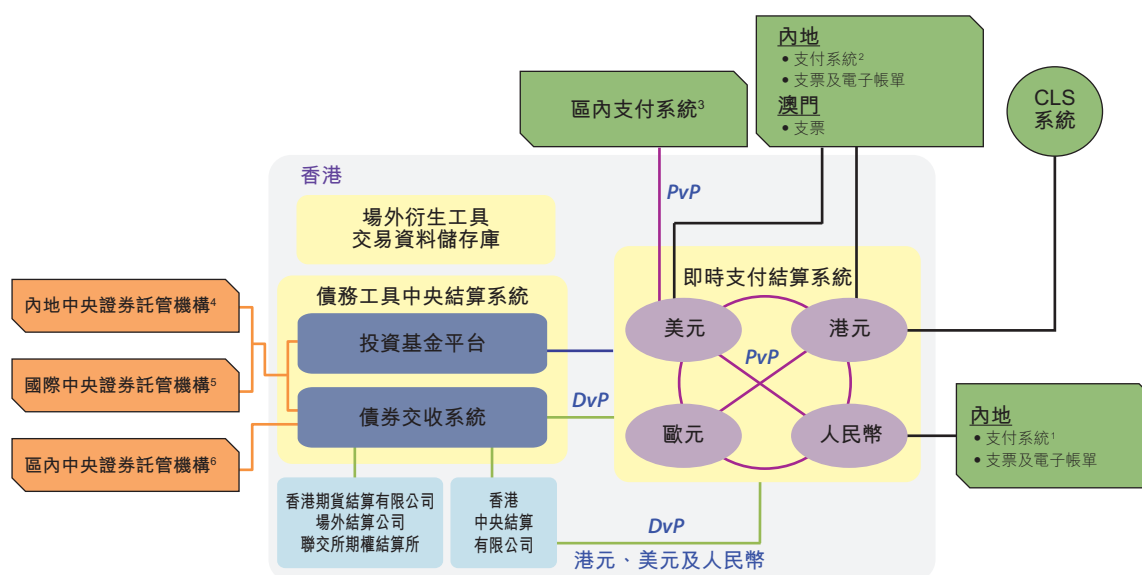 內地
• 支付系統2
• 支票及電子帳單
澳門
• 支票
區內支付系統3
CLS
系統
香港
PvP
場外衍生工具
交易資料儲存庫
即時支付結算系統
債務工具中央結算系統
內地中央證券託管機構4
投資基金平台
美元
港元
PvP
國際中央證券託管機構5
DvP
債券交收系統
歐元
人民幣
內地
• 支付系統1
• 支票及電子帳單
區內中央證券託管機構6
香港期貨結算有限公司
場外結算公司
聯交所期權結算所
香港
中央結算
有限公司
DvP
港元、美元及人民幣